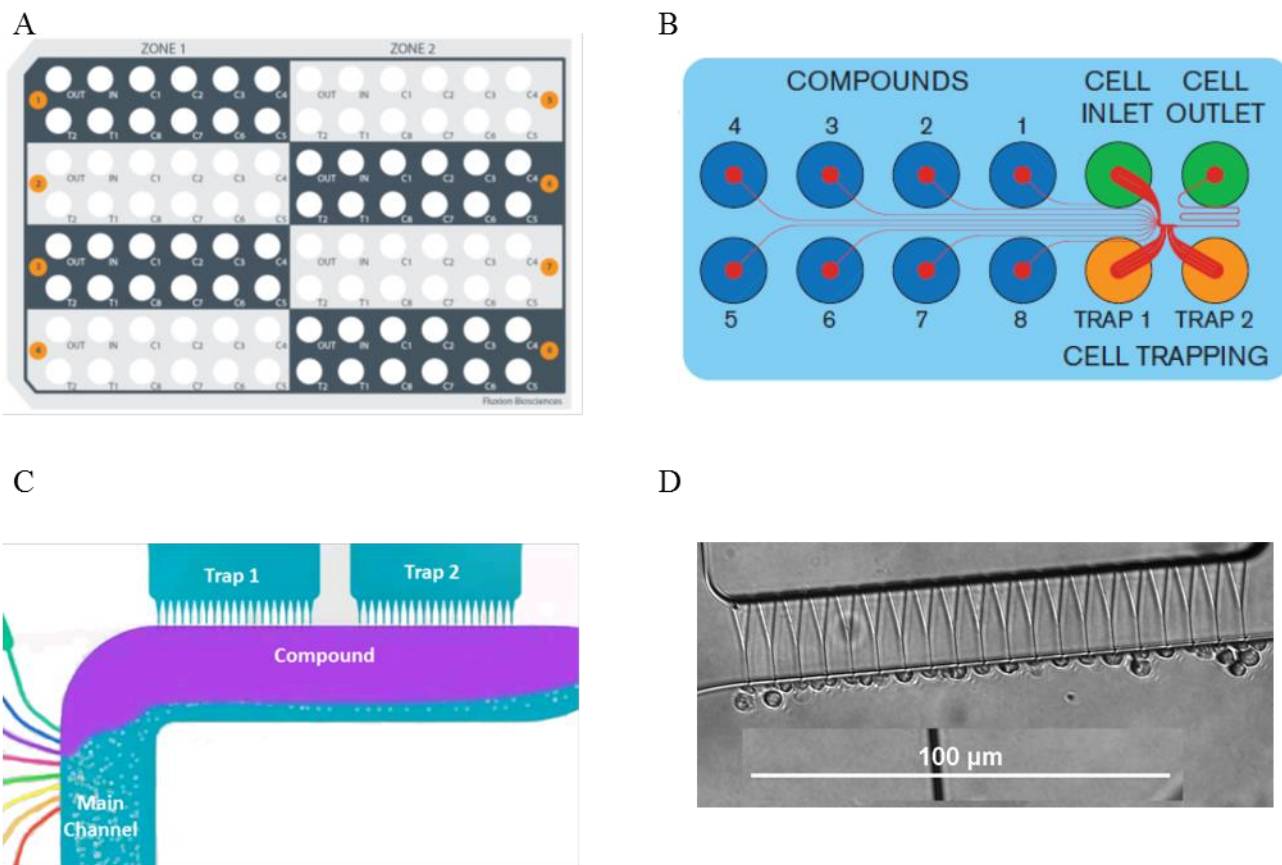 A
ZONE 1 ZONE 2
OUT IN C1 C2 C3 C4 OUT IN C1 C2 C3 C4
1 5
T2 T1 C8 C7 C6 C5 T2 T1 C8 C7 C6 C5
OUT IN C1 C2 C3 C4 OUT IN C1 C2 C3 C4
2 6
T2 T1 C8 C7 C6 C5 T2 T1 C8 C7 C6 C5
OUT IN C1 C2 C3 C4 OUT IN C1 C2 C3 C4
3 7
T2 T1 C8 C7 C6 C5 T2 T1 C8 C7 C6 C5
OUT IN C1 C2 C3 C4 OUT IN C1 C2 C3 C4
4 8
T2 T1 C8 C7 C6 C5 T2 T1 C8 C7 C6 C5
Fluxion Biosciences
B
COMPOUNDS
CELL INLET
CELL OUTLET
4 3 2 1
5 6 7 8
TRAP 1 TRAP 2
CELL TRAPPING
C
Trap 1 Trap 2
Compound
Main
Channel
D
100 µm